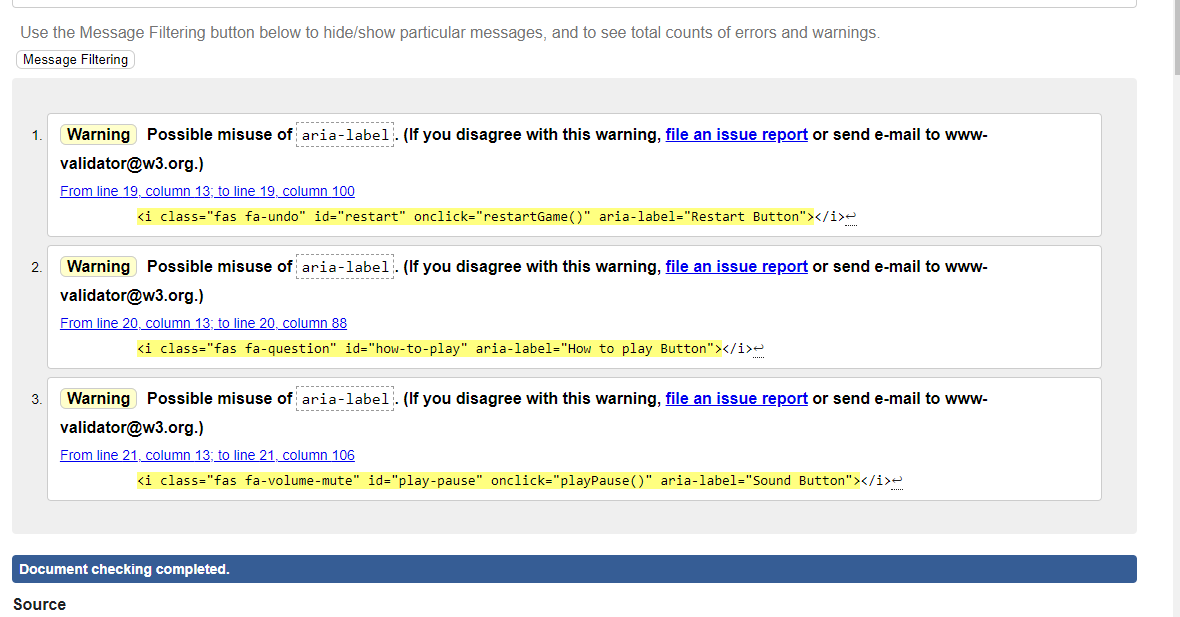 Use the Message Filtering button below to hide/show particular messages, and to see total counts of errors and warnings.
Message Filtering
1. Warning Possible misuse of aria-label. (If you disagree with this warning, file an issue report or send e-mail to www-
validator@w3.org.)
From line 19, column 13; to line 19, column 100
<i class="fas fa-undo" id="restart" onclick="restartGame()" aria-label="Restart Button"></i>↩
2. Warning Possible misuse of aria-label. (If you disagree with this warning, file an issue report or send e-mail to www-
validator@w3.org.)
From line 20, column 13; to line 20, column 88
<i class="fas fa-question" id="how-to-play" aria-label="How to play Button"></i>↩
3. Warning Possible misuse of aria-label. (If you disagree with this warning, file an issue report or send e-mail to www-
validator@w3.org.)
From line 21, column 13; to line 21, column 106
<i class="fas fa-volume-mute" id="play-pause" onclick="playPause()" aria-label="Sound Button"></i>↩
Document checking completed.
Source